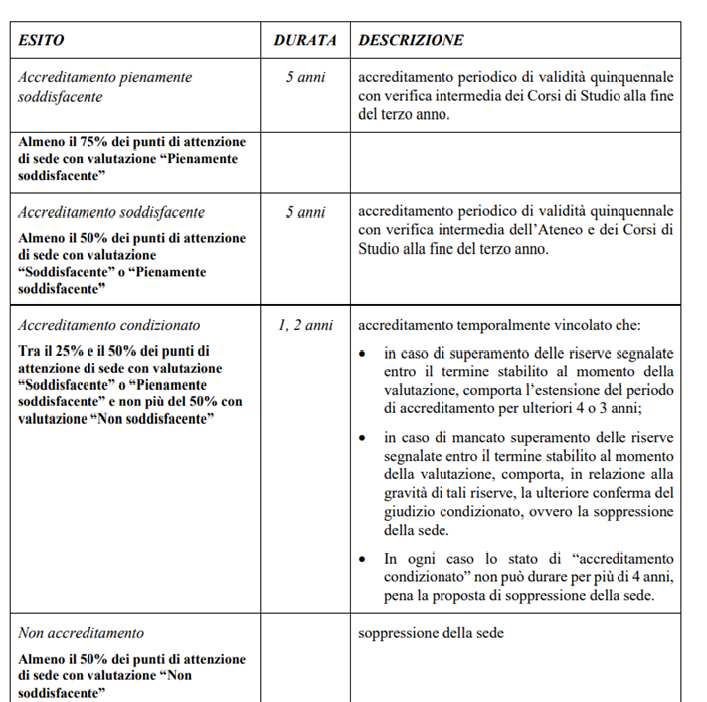 ESITO DURATA DESCRIZIONE
Accreditamento pienamente
soddisfacente
5 anni
accreditamento periodico di validità quinquennale
con verifica intermedia dei Corsi di Studio alla fine
del terzo anno.
Almeno il 75% dei punti di attenzione
di sede con valutazione “Pienamente
soddisfacente”
Accreditamento soddisfacente
Almeno il 50% dei punti di attenzione
di sede con valutazione
“Soddisfacente” o “Pienamente
soddisfacente”
5 anni
accreditamento periodico di validità quinquennale
con verifica intermedia dell’Ateneo e dei Corsi di
Studio alla fine del terzo anno.
Accreditamento condizionato
Tra il 25% e il 50% dei punti di
attenzione di sede con valutazione
“Soddisfacente” o “Pienamente
soddisfacente” e non più del 50% con
valutazione “Non soddisfacente”
1, 2 anni
accreditamento temporalmente vincolato che:
• in caso di superamento delle riserve segnalate
entro il termine stabilito al momento della
valutazione, comporta l’estensione del periodo
di accreditamento per ulteriori 4 o 3 anni;
• in caso di mancato superamento delle riserve
segnalate entro il termine stabilito al momento
della valutazione, comporta, in relazione alla
gravità di tali riserve, la ulteriore conferma del
giudizio condizionato, ovvero la soppressione
della sede.
• In ogni caso lo stato di “accreditamento
condizionato” non può durare per più di 4 anni,
pena la proposta di soppressione della sede.
Non accreditamento
Almeno il 50% dei punti di attenzione
di sede con valutazione “Non
soddisfacente”
soppressione della sede